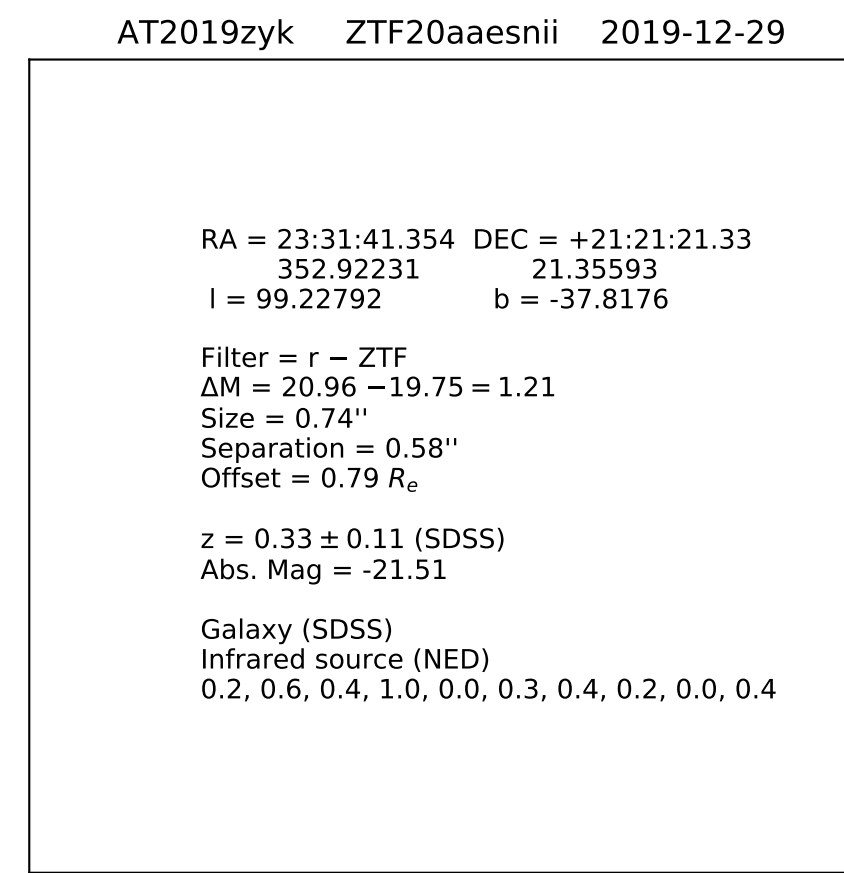 AT2019zyk ZTF20aaesnii 2019-12-29
RA = 23:31:41.354 DEC = +21:21:21.33
352.92231 21.35593
l = 99.22792 b = -37.8176
Filter = r − ZTF
ΔM = 20.96 −19.75 = 1.21
Size = 0.74''
Separation = 0.58''
Offset = 0.79 Re
z = 0.33 ± 0.11 (SDSS)
Abs. Mag = -21.51
Galaxy (SDSS)
Infrared source (NED)
0.2, 0.6, 0.4, 1.0, 0.0, 0.3, 0.4, 0.2, 0.0, 0.4